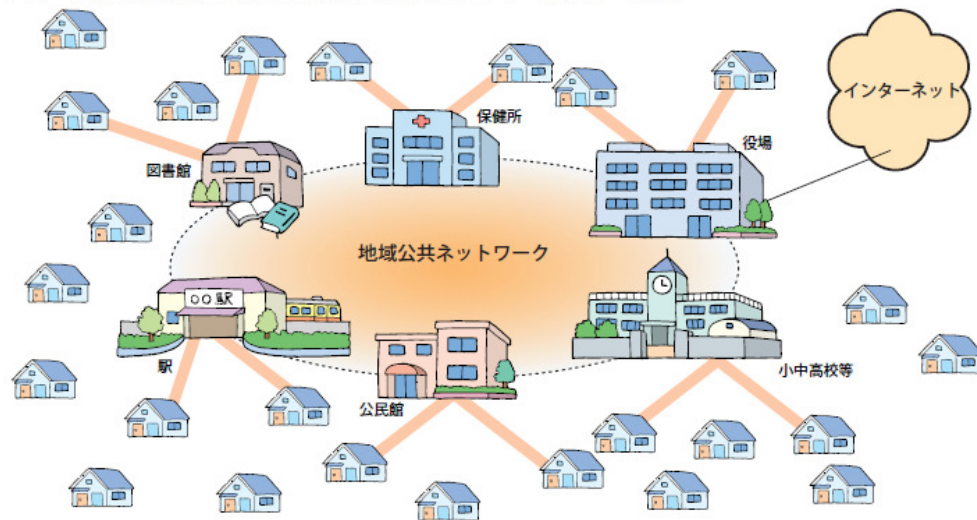 インターネット
保健所
役場
図書館
地域公共ネットワーク
○○駅
駅
小中高校等
公民館